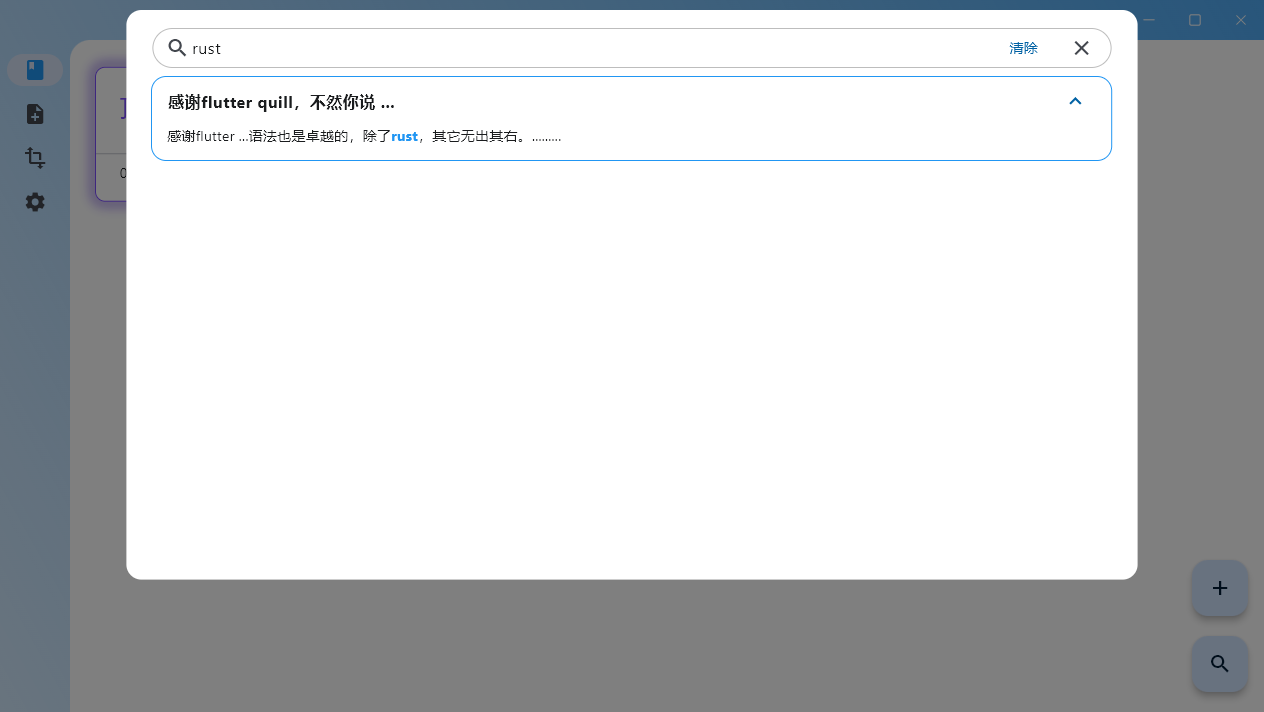 rust
清除
感谢flutter quill，不然你说 ...
感谢flutter ...语法也是卓越的，除了rust，其它无出其右。.........
0